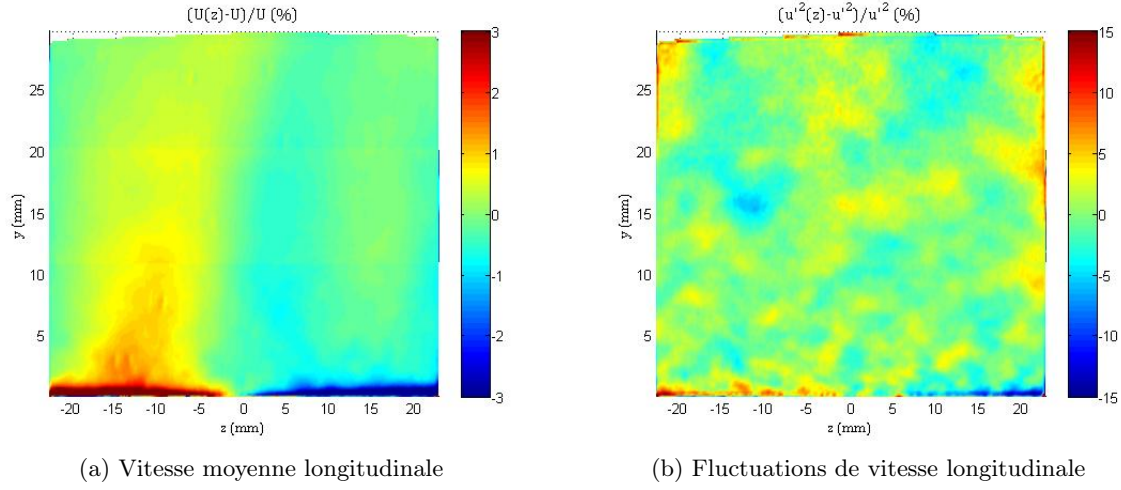 (U(z)-U)/U (%)
25
20
15
10
5
y (mm)
-20 -15 -10 -5 0 5 10 15 20
z (mm)
3
2
1
0
-1
-2
-3
(a) Vitesse moyenne longitudinale
(u'²(z)-u'²)/u'² (%)
25
20
15
10
5
y (mm)
-20 -15 -10 -5 0 5 10 15 20
z (mm)
15
10
5
0
-5
-10
-15
(b) Fluctuations de vitesse longitudinale